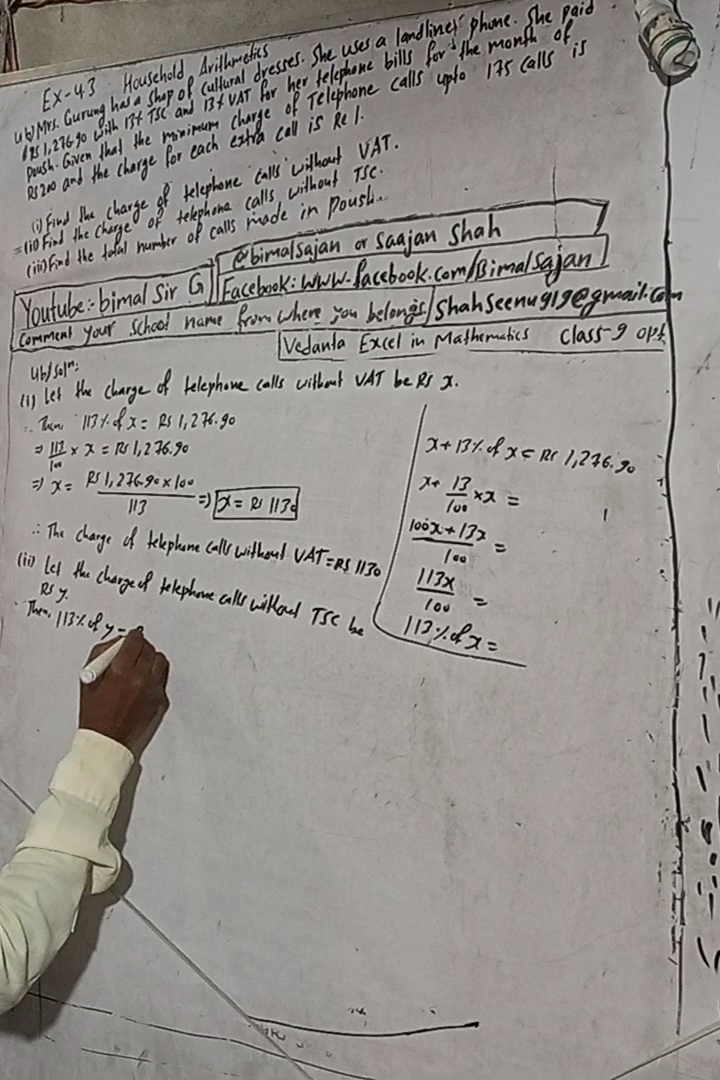 EX-4.3 Household Arithmetics
4b) Mrs. Gurung has a shop of cultural dresses. She uses a landline phone. She paid
Rs 1,276.90 with 13% TSC and 13% VAT for her telephone bills for the month of
Poush. Given that the minimum charge of Telephone calls upto 175 calls is
Rs 200 and the charge for each extra call is Re 1.
(i) Find the charge of telephone calls without VAT.
(ii) Find the charge of telephone calls without TSC.
(iii) Find the total number of calls made in Poush.
@bimalsajan or Saajan Shah
Youtube:- bimal Sir G
Facebook: www.facebook.com/Bimalsajan
Comment your School name from where you belongs.
Shahseenu919@gmail.com
Vedanta Excel in Mathematics Class-9 opt
4b) Soln:
(i) Let the charge of telephone calls without VAT be Rs x.
∴ Then 113% of x = Rs 1,276.90
⇒ 113/100 × x = Rs 1,276.90
⇒ x = Rs 1,276.90 × 100 / 113 ⇒ x = Rs 1130
∴ The charge of telephone calls without VAT = Rs 1130
(ii) Let the charge of telephone calls without TSC be
Rs y.
Then, 113% of y =
x + 13% of x = Rs 1,276.90
x + 13/100 × x =
100x + 13x / 100 =
113x / 100 =
113% of x =